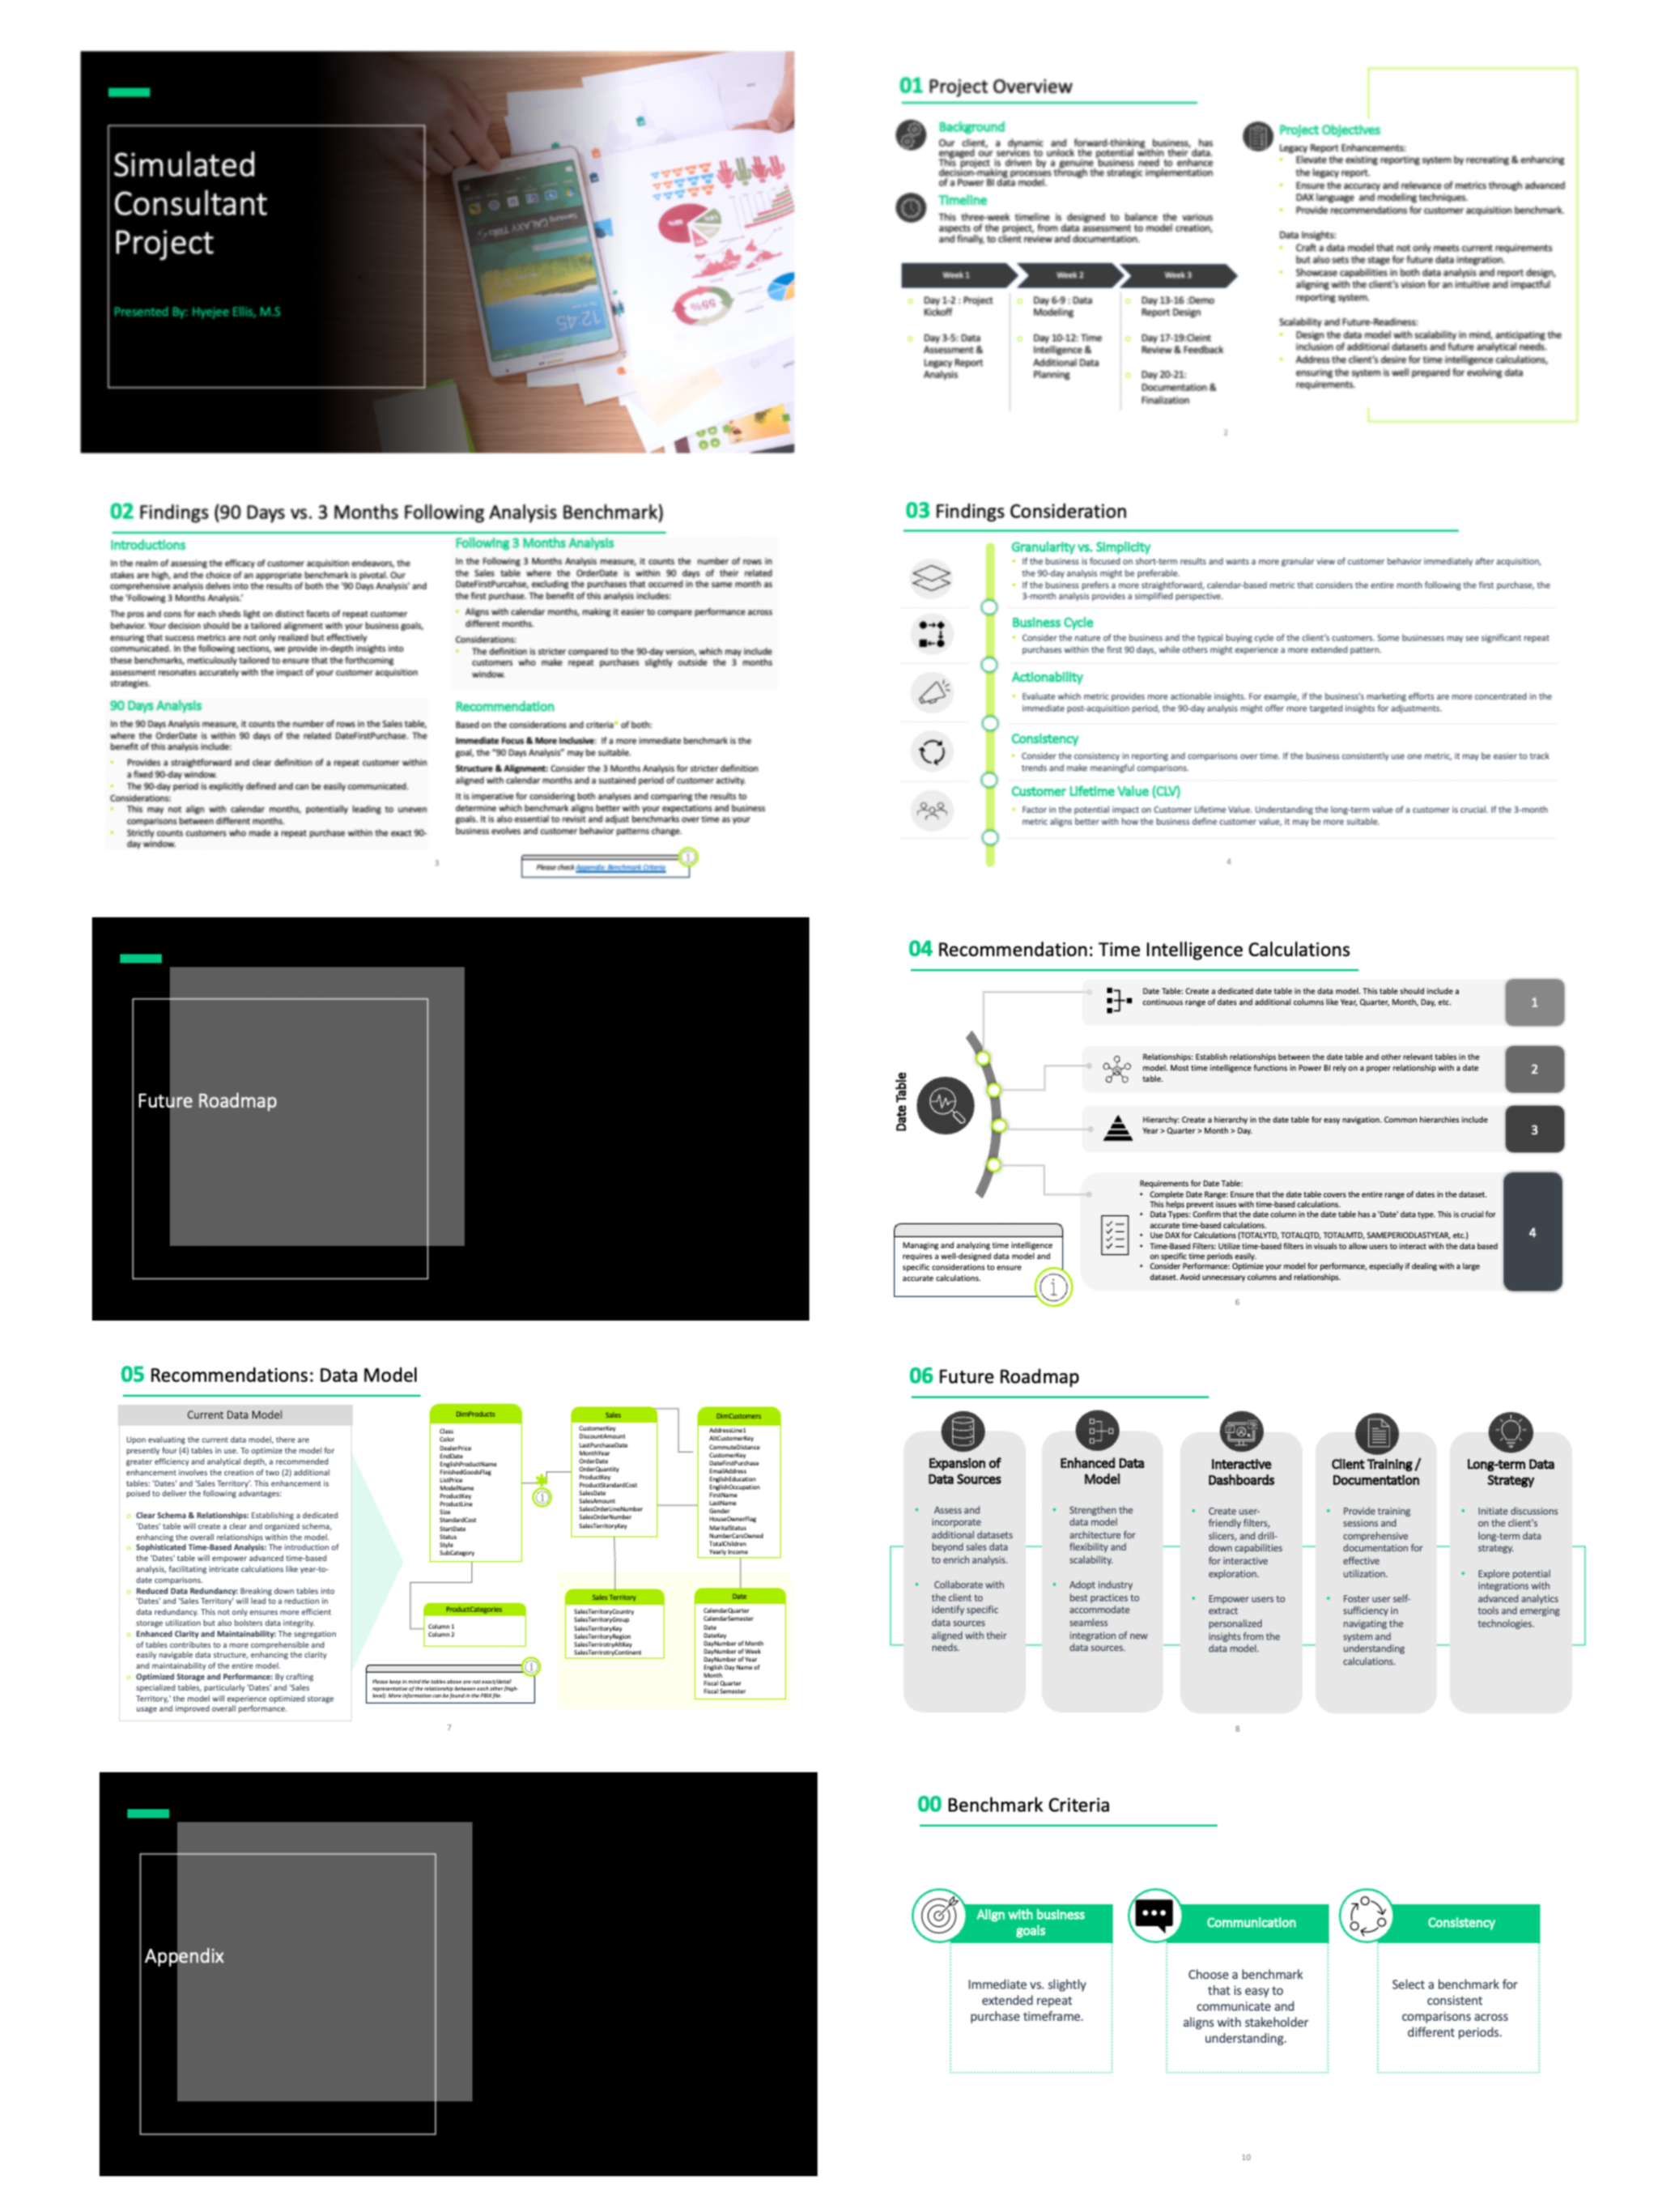 Simulated
Consultant
Project
Presented By: Hyejee Ellis, M.S
01 Project Overview
Background
Our client, a dynamic and forward-thinking business, has
engaged our services to unlock the potential within their data.
This project is driven by a genuine business need to enhance
decision-making processes through the strategic implementation
of a Power BI data model.
Timeline
This three-week timeline is designed to balance the various
aspects of the project, from data assessment to model creation,
and finally, to client review and documentation.
Week 1
Week 2
Week 3
Day 1-2 : Project
Kickoff
Day 3-5: Data
Assessment &
Legacy Report
Analysis
Day 6-9 : Data
Modeling
Day 10-12: Time
Intelligence &
Additional Data
Planning
Day 13-16 :Demo
Report Design
Day 17-19:Cleint
Review & Feedback
Day 20-21:
Documentation &
Finalization
Project Objectives
Legacy Report Enhancements:
Elevate the existing reporting system by recreating & enhancing
the legacy report.
Ensure the accuracy and relevance of metrics through advanced
DAX language and modeling techniques.
Provide recommendations for customer acquisition benchmark.
Data Insights:
Craft a data model that not only meets current requirements
but also sets the stage for future data integration.
Showcase capabilities in both data analysis and report design,
aligning with the client's vision for an intuitive and impactful
reporting system.
Scalability and Future-Readiness:
Design the data model with scalability in mind, anticipating the
inclusion of additional datasets and future analytical needs.
Address the client's desire for time intelligence calculations,
ensuring the system is well prepared for evolving data
requirements.
2
02 Findings (90 Days vs. 3 Months Following Analysis Benchmark)
Introductions
In the realm of assessing the efficacy of customer acquisition endeavors, the
stakes are high, and the choice of an appropriate benchmark is pivotal. Our
comprehensive analysis delves into the results of both the '90 Days Analysis' and
the 'Following 3 Months Analysis.'
The pros and cons for each sheds light on distinct facets of repeat customer
behavior. Your decision should be a tailored alignment with your business goals,
ensuring that success metrics are not only realized but effectively
communicated. In the following sections, we provide in-depth insights into
these benchmarks, meticulously tailored to ensure that the forthcoming
assessment resonates accurately with the impact of your customer acquisition
strategies.
90 Days Analysis
In the 90 Days Analysis measure, it counts the number of rows in the Sales table,
where the OrderDate is within 90 days of the related DateFirstPurchase. The
benefit of this analysis include:
Provides a straightforward and clear definition of a repeat customer within
a fixed 90-day window.
The 90-day period is explicitly defined and can be easily communicated.
Considerations:
This may not align with calendar months, potentially leading to uneven
comparisons between different months.
Strictly counts customers who made a repeat purchase within the exact 90-
day window.
Following 3 Months Analysis
In the Following 3 Months Analysis measure, it counts the number of rows in
the Sales table where the OrderDate is within 90 days of their related
DateFirstPurcahse, excluding the purchases that occurred in the same month as
the first purchase. The benefit of this analysis includes:
Aligns with calendar months, making it easier to compare performance across
different months.
Considerations:
The definition is stricter compared to the 90-day version, which may include
customers who make repeat purchases slightly outside the 3 months
window.
Recommendation
Based on the considerations and criteria* of both:
Immediate Focus & More Inclusive: If a more immediate benchmark is the
goal, the "90 Days Analysis" may be suitable.
Structure & Alignment: Consider the 3 Months Analysis for stricter definition
aligned with calendar months and a sustained period of customer activity.
It is imperative for considering both analyses and comparing the results to
determine which benchmark aligns better with your expectations and business
goals. It is also essential to revisit and adjust benchmarks over time as your
business evolves and customer behavior patterns change.
Please check Appendix: Benchmark Criteria
3
03 Findings Consideration
Granularity vs. Simplicity
If the business is focused on short-term results and wants a more granular view of customer behavior immediately after acquisition,
the 90-day analysis might be preferable.
If the business prefers a more straightforward, calendar-based metric that considers the entire month following the first purchase, the
3-month analysis provides a simplified perspective.
Business Cycle
Consider the nature of the business and the typical buying cycle of the client's customers. Some businesses may see significant repeat
purchases within the first 90 days, while others might experience a more extended pattern.
Actionability
Evaluate which metric provides more actionable insights. For example, if the business's marketing efforts are more concentrated in the
immediate post-acquisition period, the 90-day analysis might offer more targeted insights for adjustments.
Consistency
Consider the consistency in reporting and comparisons over time. If the business consistently use one metric, it may be easier to track
trends and make meaningful comparisons.
Customer Lifetime Value (CLV)
Factor in the potential impact on Customer Lifetime Value. Understanding the long-term value of a customer is crucial. If the 3-month
metric aligns better with how the business define customer value, it may be more suitable.
4
Future Roadmap
04 Recommendation: Time Intelligence Calculations
Date Table
Date Table: Create a dedicated date table in the data model. This table should include a
continuous range of dates and additional columns like Year, Quarter, Month, Day, etc.
1
Relationships: Establish relationships between the date table and other relevant tables in the
model. Most time intelligence functions in Power BI rely on a proper relationship with a date
table.
2
Hierarchy: Create a hierarchy in the date table for easy navigation. Common hierarchies include
Year > Quarter > Month > Day.
3
Requirements for Date Table:
Complete Date Range: Ensure that the date table covers the entire range of dates in the dataset.
This helps prevent issues with time-based calculations.
Data Types: Confirm that the date column in the date table has a 'Date' data type. This is crucial for
accurate time-based calculations.
Use DAX for Calculations (TOTALYTD, TOTALQTD, TOTALMTD, SAMEPERIODLASTYEAR, etc.)
Time-Based Filters: Utilize time-based filters in visuals to allow users to interact with the data based
on specific time periods easily.
Consider Performance: Optimize your model for performance, especially if dealing with a large
dataset. Avoid unnecessary columns and relationships.
4
Managing and analyzing time intelligence
requires a well-designed data model and
specific considerations to ensure
accurate calculations.
6
05 Recommendations: Data Model
Current Data Model
Upon evaluating the current data model, there are
presently four (4) tables in use. To optimize the model for
greater efficiency and analytical depth, a recommended
enhancement involves the creation of two (2) additional
tables: 'Dates' and 'Sales Territory'. This enhancement is
poised to deliver the following advantages:
Clear Schema & Relationships: Establishing a dedicated
'Dates' table will create a clear and organized schema,
enhancing the overall relationships within the model.
Sophisticated Time-Based Analysis: The introduction of
the 'Dates' table will empower advanced time-based
analysis, facilitating intricate calculations like year-to-
date comparisons.
Reduced Data Redundancy: Breaking down tables into
'Dates' and 'Sales Territory' will lead to a reduction in
data redundancy. This not only ensures more efficient
storage utilization but also bolsters data integrity.
Enhanced Clarity and Maintainability: The segregation
of tables contributes to a more comprehensive and
easily navigable data structure, enhancing the clarity
and maintainability of the entire model.
Optimized Storage and Performance: By crafting
specialized tables, particularly 'Dates' and 'Sales
Territory,' the model will experience optimized storage
usage and improved overall performance.
DimProducts
Class
Color
DealerPrice
EndDate
EnglishProductName
FinishedGoodsFlag
ListPrice
ModelName
ProductKey
ProductLine
Size
StandardCost
StartDate
Status
Style
SubCategory
ProductCategories
Column 1
Column 2
Sales
CustomerKey
DiscountAmount
LastPurchaseDate
MonthYear
OrderDate
OrderQuantity
ProductKey
ProductStandardCost
SalesDate
SalesAmount
SalesOrderLineNumber
SalesOrderNumber
SalesTerritoryKey
DimCustomers
AddressLine1
AltCustomerKey
CommuteDistance
CustomerKey
DateFirstPurchase
EmailAddress
EnglishEducation
EnglishOccupation
FirstName
LastName
Gender
HouseOwnerFlag
MaritalStatus
NumberCarsOwned
TotalChildren
Yearly Income
Sales Territory
SalesTerritoryCountry
SalesTerritoryGroup
SalesTerritoryKey
SalesTerritoryRegion
SalesTerrirstryAltKey
SalesTerrirstryContinent
Date
CalendarQuarter
CalendarSemester
Date
DateKey
DayNumber of Month
DayNumber of Week
DayNumber of Year
English Day Name of
Month
Fiscal Quarter
Fiscal Semester
Please keep in mind the tables above are not exact/detail
representative of the relationship between each other (high-
level). More information can be found in the PBIX file.
7
06 Future Roadmap
Expansion of
Data Sources
Assess and
incorporate
additional datasets
beyond sales data
to enrich analysis.
Collaborate with
the client to
identify specific
data sources
aligned with their
needs.
Enhanced Data
Model
Strengthen the
data model
architecture for
flexibility and
scalability.
Adopt industry
best practices to
accommodate
seamless
integration of new
data sources.
Interactive
Dashboards
Create user-
friendly filters,
slicers, and drill-
down capabilities
for interactive
exploration.
Empower users to
extract
personalized
insights from the
data model.
Client Training /
Documentation
Provide training
sessions and
comprehensive
documentation for
effective
utilization.
Foster user self-
sufficiency in
navigating the
system and
understanding
calculations.
Long-term Data
Strategy
Initiate discussions
on the client's
long-term data
strategy.
Explore potential
integrations with
advanced analytics
tools and emerging
technologies.
8
Appendix
00 Benchmark Criteria
Align with business
goals
Immediate vs. slightly
extended repeat
purchase timeframe.
Communication
Choose a benchmark
that is easy to
communicate and
aligns with stakeholder
understanding.
Consistency
Select a benchmark for
consistent
comparisons across
different periods.
10